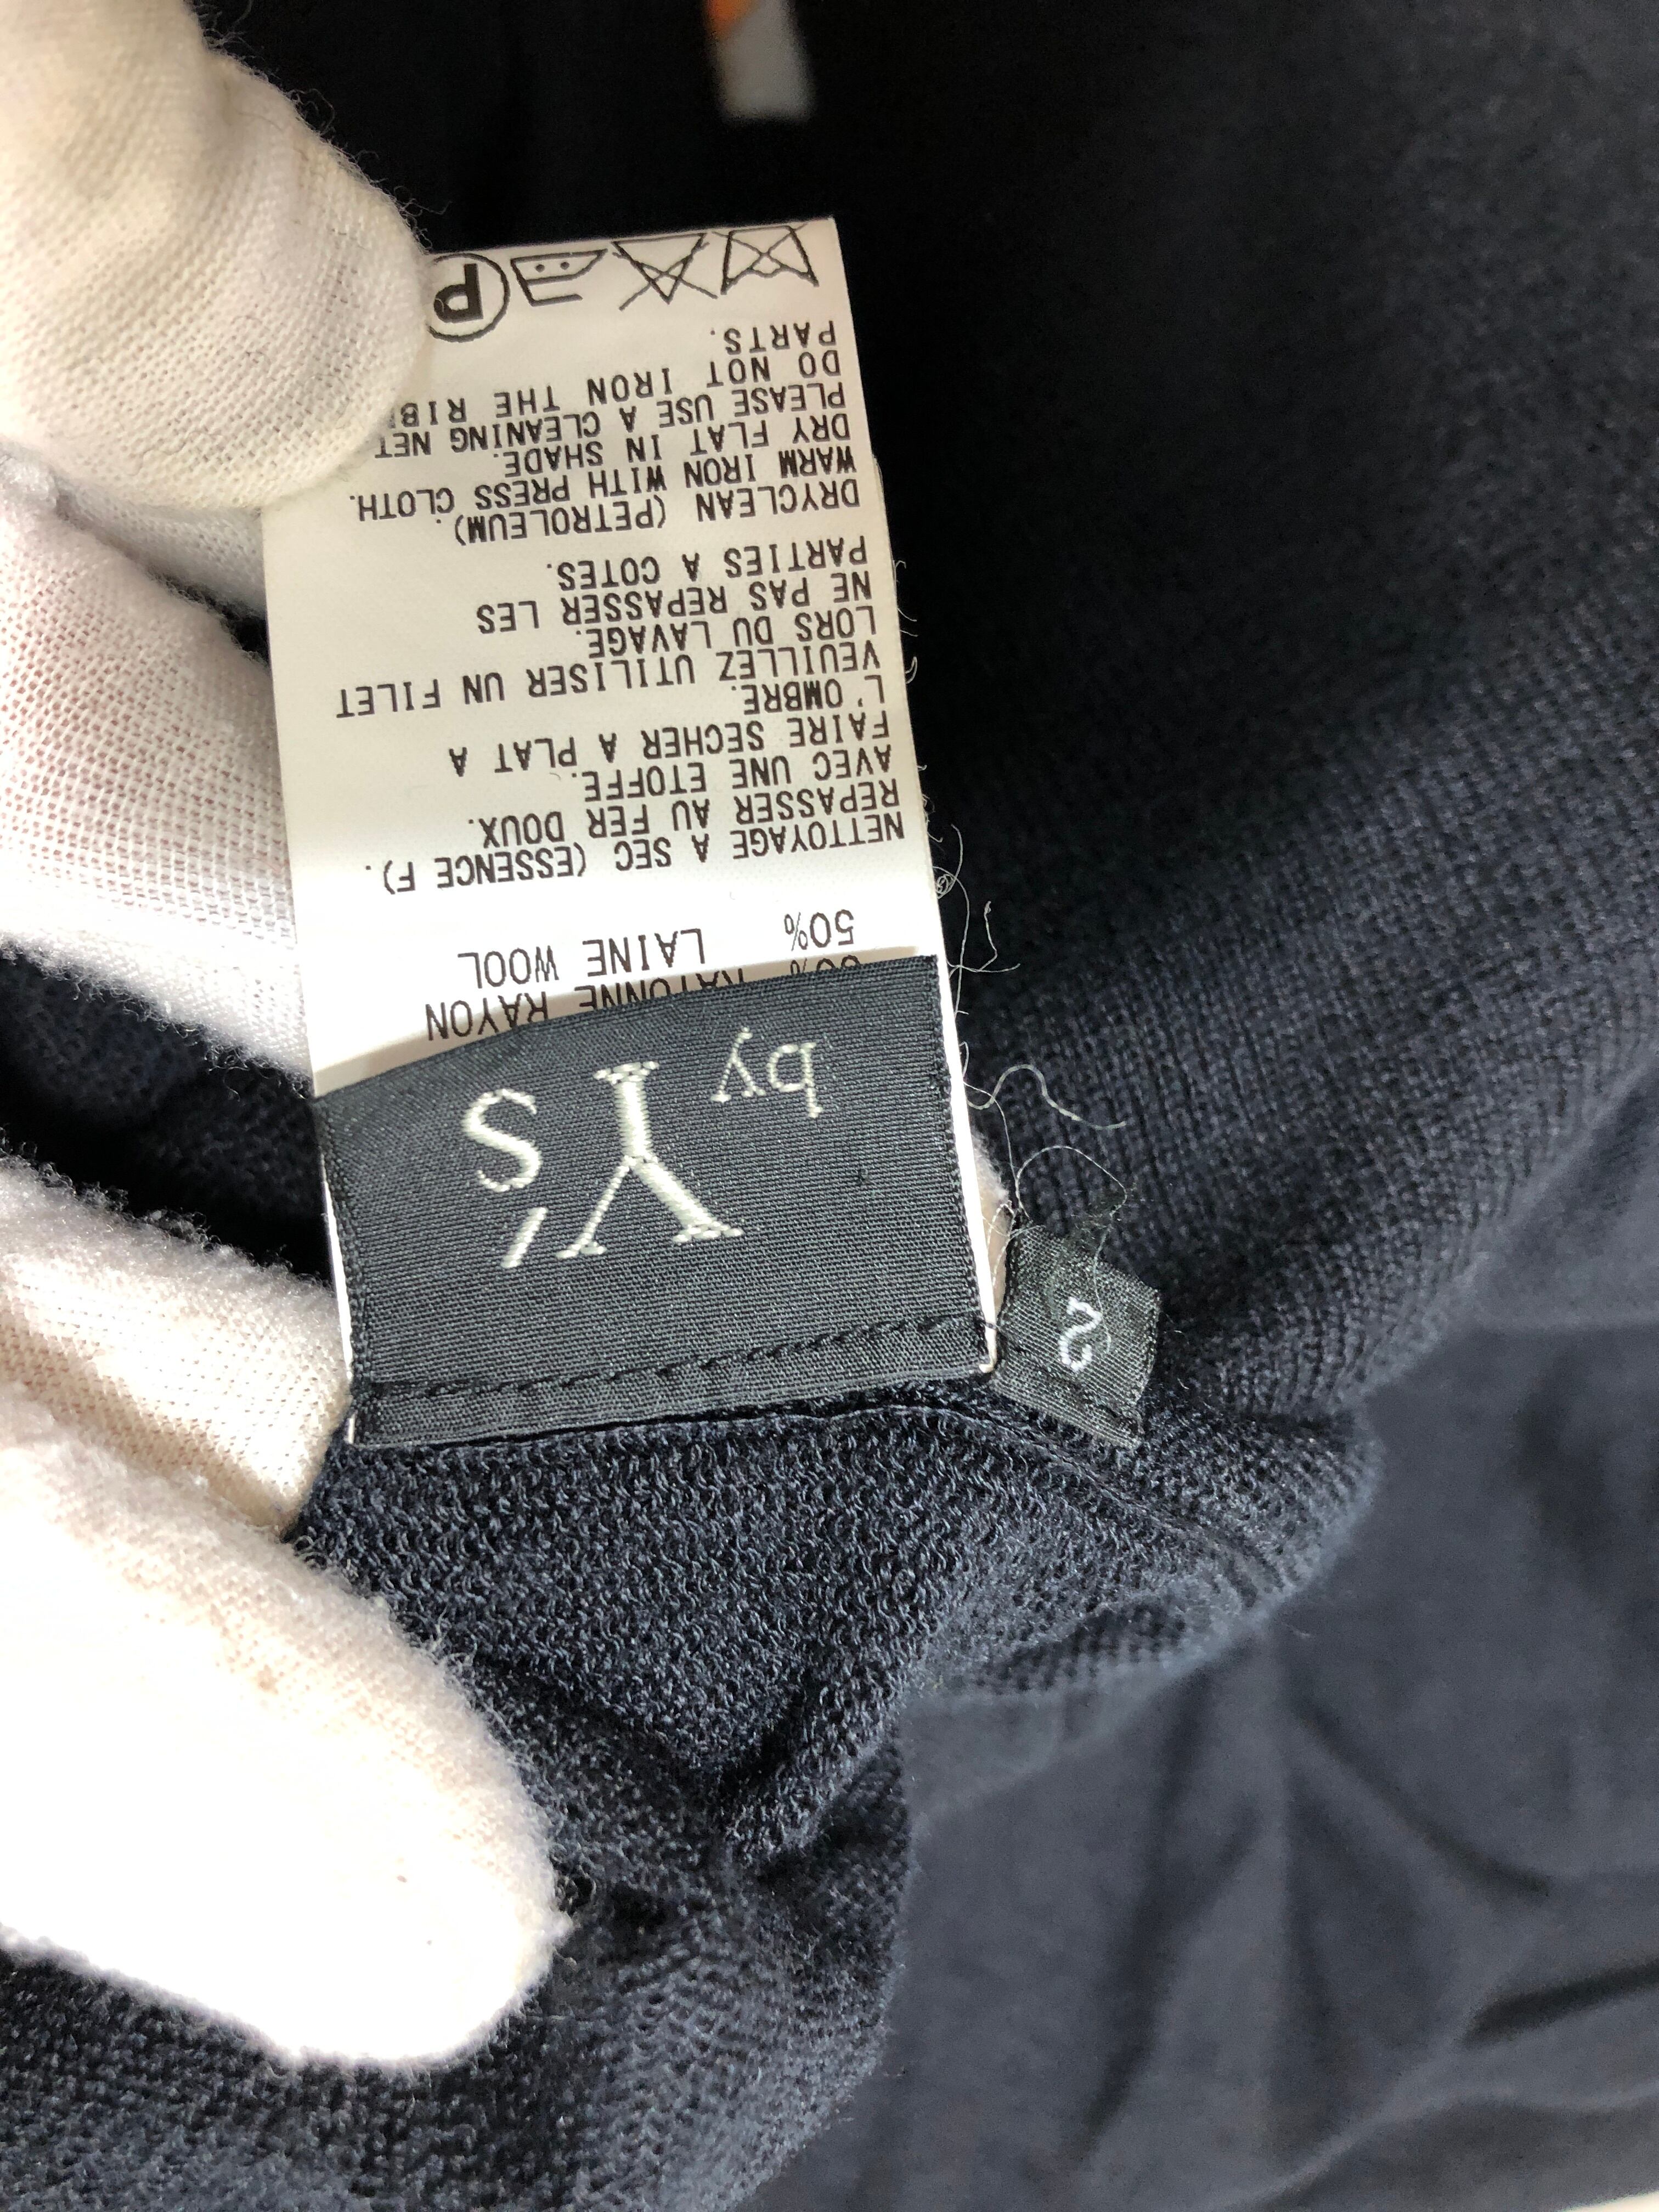 by
Y's
2
RAYONNE RAYON
50% LAINE WOOL
NETTOYAGE A SEC (ESSENCE F).
REPASSER AU FER DOUX.
AVEC UNE ETOFFE.
FAIRE SECHER A PLAT A
L'OMBRE.
VEUILLEZ UTILISER UN FILET
LORS DU LAVAGE.
NE PAS REPASSER LES
PARTIES A COTES.
DRYCLEAN (PETROLEUM).
WARM IRON WITH PRESS CLOTH.
DRY FLAT IN SHADE.
PLEASE USE A CLEANING NET
DO NOT IRON THE RIB
PARTS.
P